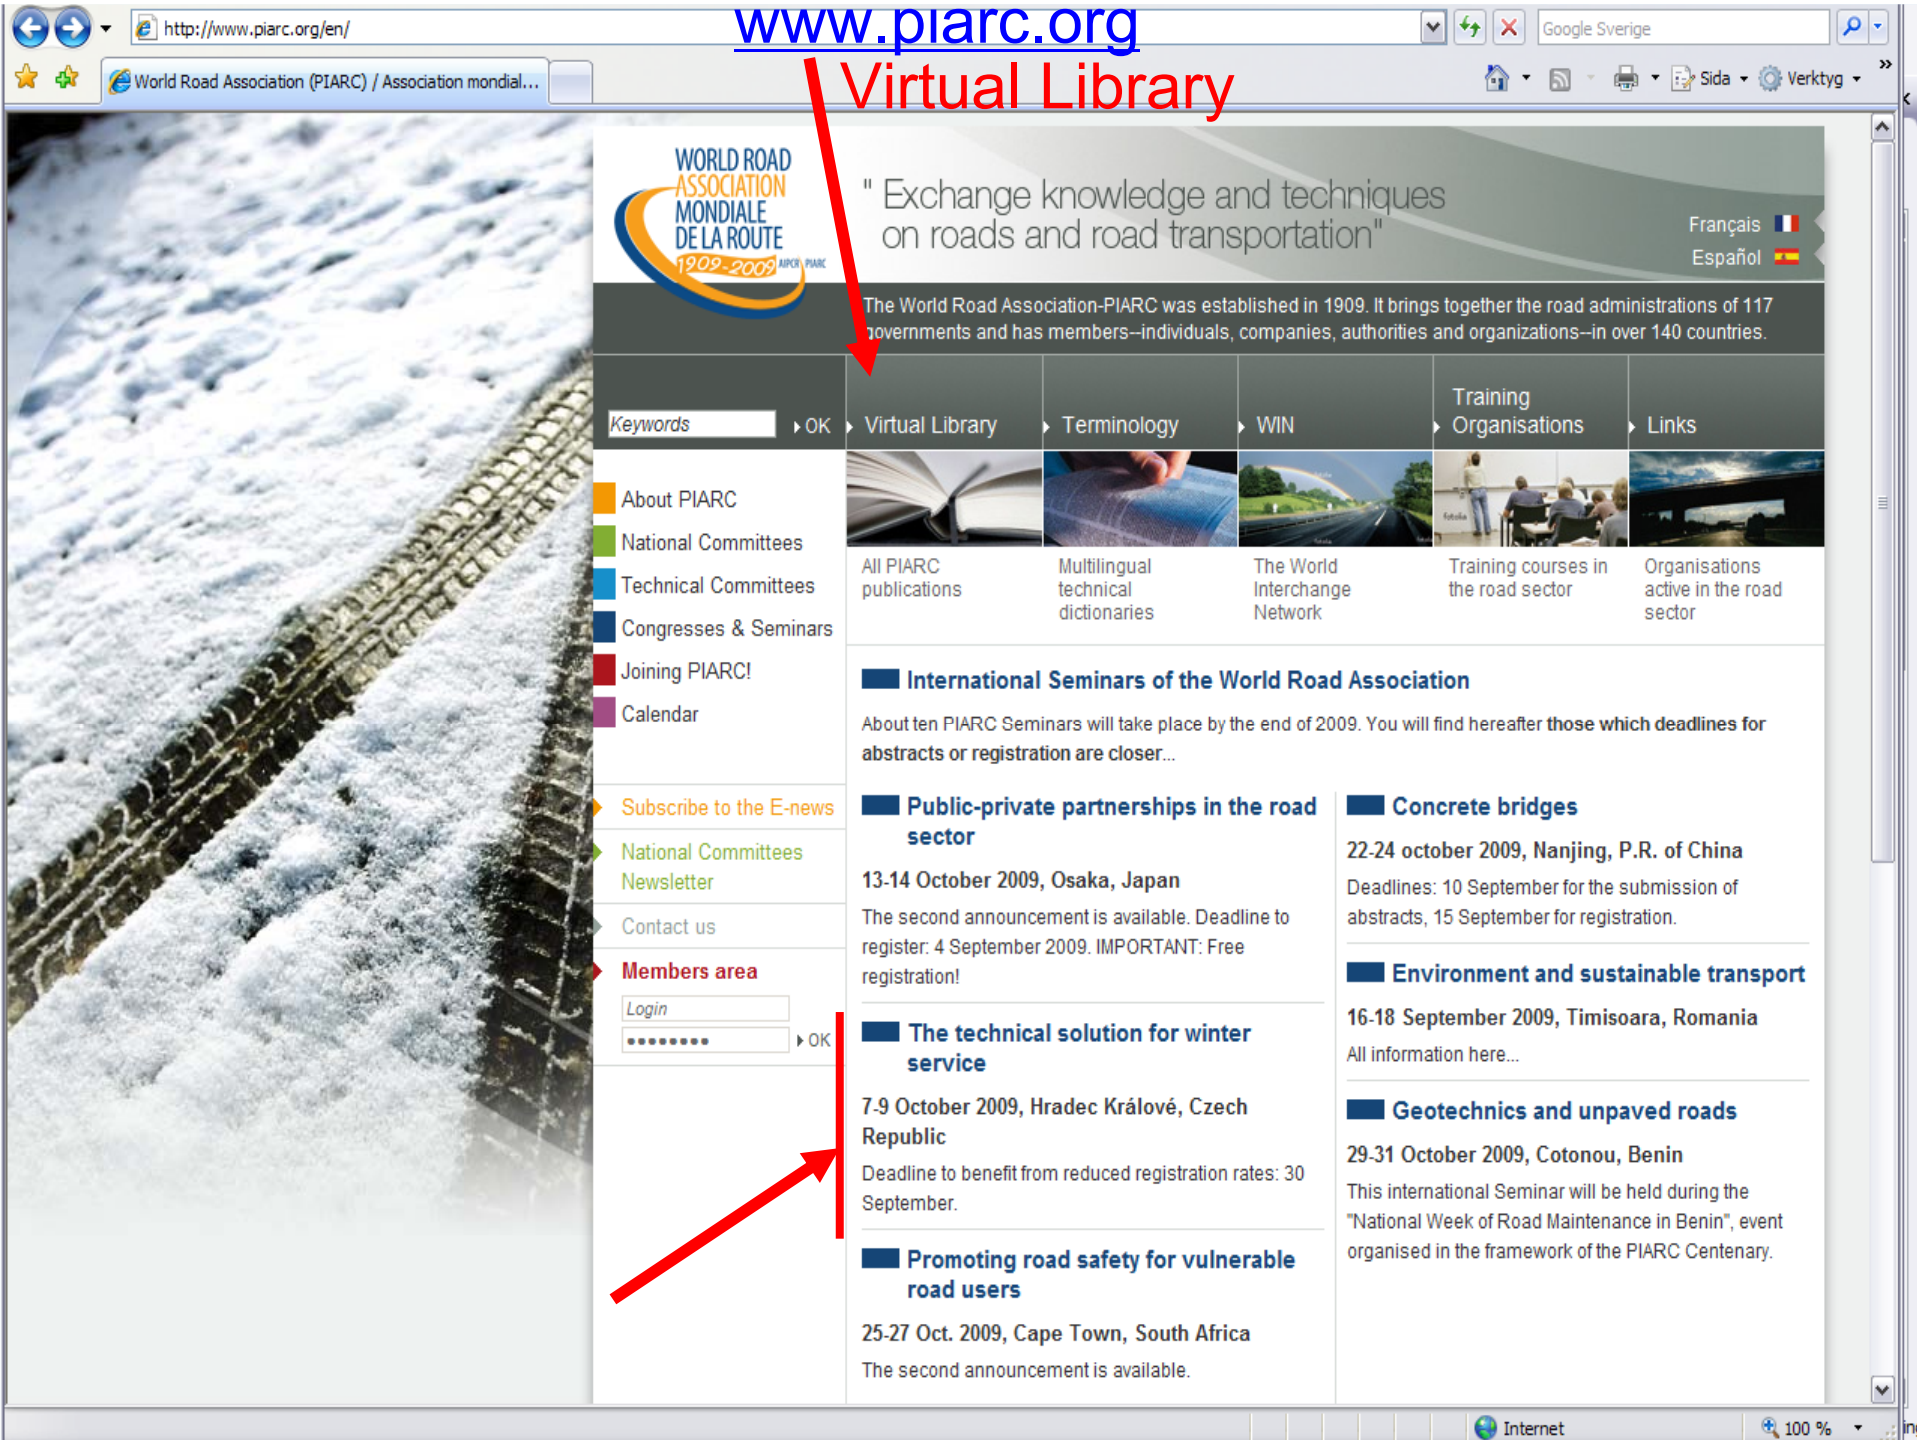 www.piarc.org
http://www.piarc.org/en/
Google Sverige
World Road Association (PIARC) / Association mondial...
Virtual Library
Sida
Verktyg
»
WORLD ROAD
ASSOCIATION
MONDIALE
DE LA ROUTE
1909-2009 AIPCR PIARC
" Exchange knowledge and techniques
on roads and road transportation"
Français
Español
The World Road Association-PIARC was established in 1909. It brings together the road administrations of 117
governments and has members--individuals, companies, authorities and organizations--in over 140 countries.
Keywords
OK
Virtual Library
Terminology
WIN
Training
Organisations
Links
All PIARC
publications
Multilingual
technical
dictionaries
The World
Interchange
Network
Training courses in
the road sector
Organisations
active in the road
sector
About PIARC
National Committees
Technical Committees
Congresses & Seminars
Joining PIARC!
Calendar
Subscribe to the E-news
National Committees
Newsletter
Contact us
Members area
Login
OK
International Seminars of the World Road Association
About ten PIARC Seminars will take place by the end of 2009. You will find hereafter those which deadlines for
abstracts or registration are closer...
Public-private partnerships in the road
sector
13-14 October 2009, Osaka, Japan
The second announcement is available. Deadline to
register: 4 September 2009. IMPORTANT: Free
registration!
The technical solution for winter
service
7-9 October 2009, Hradec Králové, Czech
Republic
Deadline to benefit from reduced registration rates: 30
September.
Promoting road safety for vulnerable
road users
25-27 Oct. 2009, Cape Town, South Africa
The second announcement is available.
Concrete bridges
22-24 october 2009, Nanjing, P.R. of China
Deadlines: 10 September for the submission of
abstracts, 15 September for registration.
Environment and sustainable transport
16-18 September 2009, Timisoara, Romania
All information here...
Geotechnics and unpaved roads
29-31 October 2009, Cotonou, Benin
This international Seminar will be held during the
"National Week of Road Maintenance in Benin", event
organised in the framework of the PIARC Centenary.
Internet
100 %